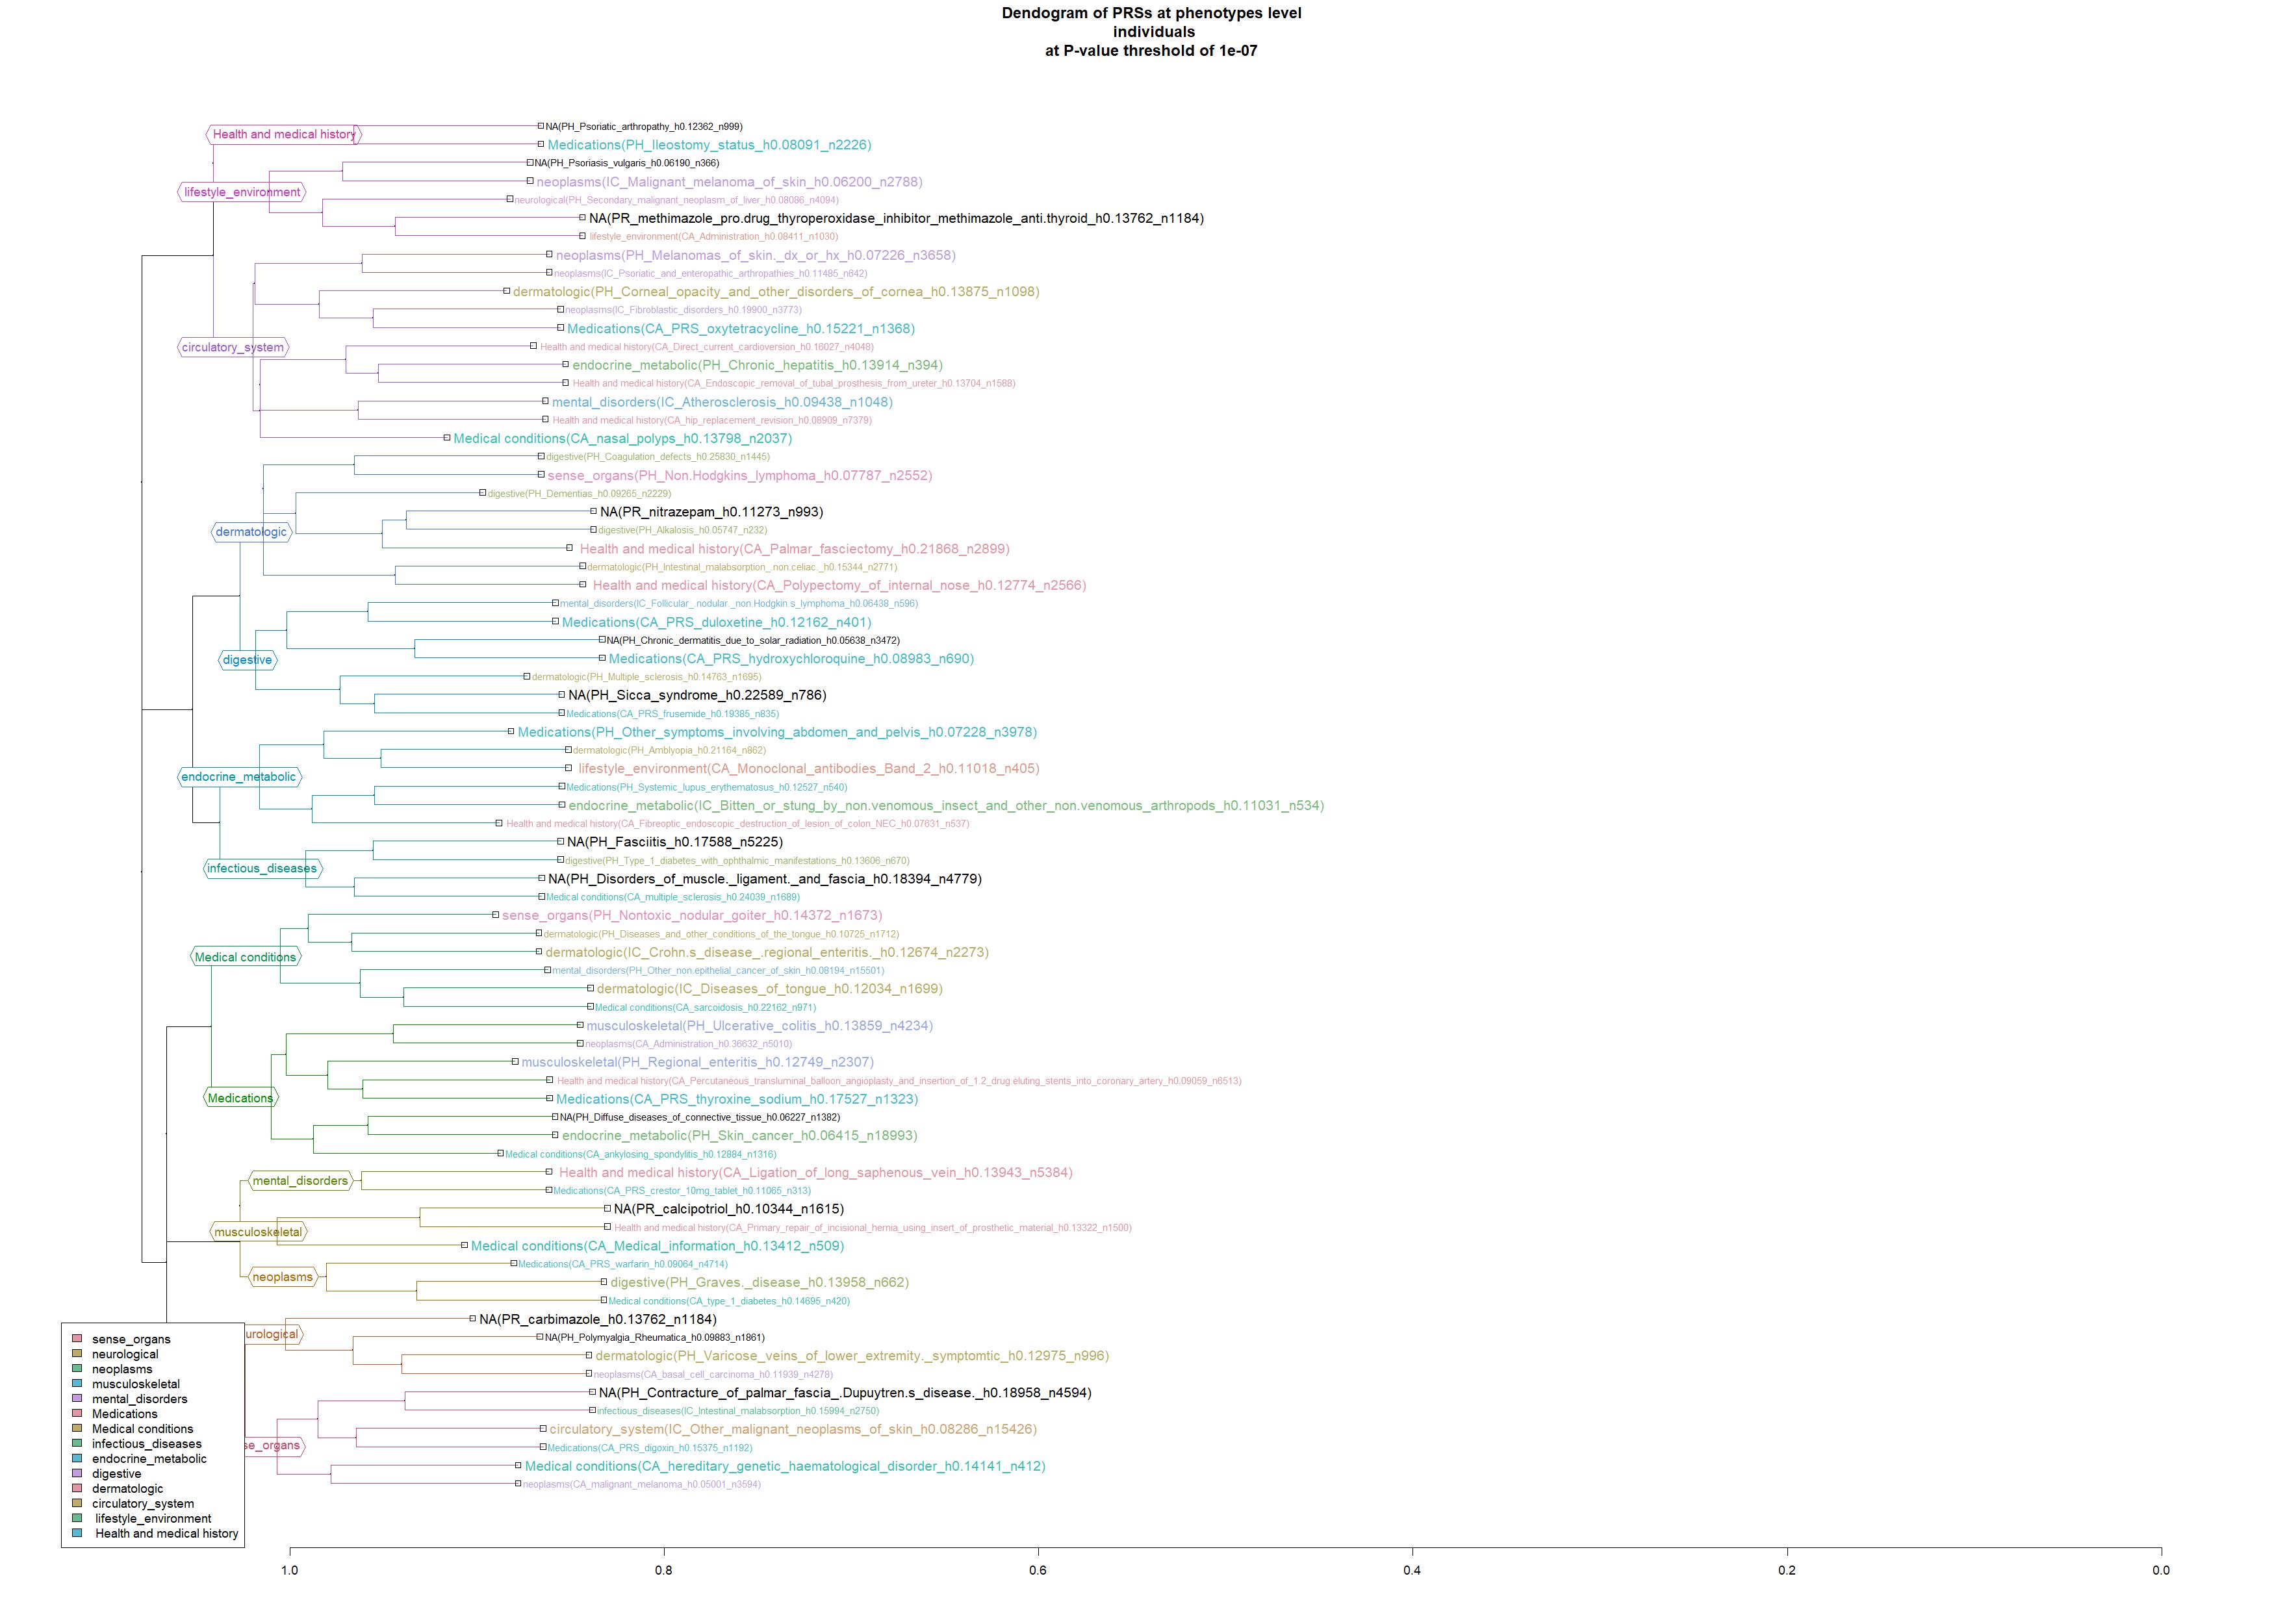 Dendogram of PRSs at phenotypes level
individuals
at P-value threshold of 1e-07
Health and medical history
NA(PH_Psoriatic_arthropathy_h0.12362_n999)
Medications(PH_Ileostomy_status_h0.08091_n2226)
NA(PH_Psoriasis_vulgaris_h0.06190_n366)
neoplasms(IC_Malignant_melanoma_of_skin_h0.06200_n2788)
lifestyle_environment
neurological(PH_Secondary_malignant_neoplasm_of_liver_h0.08086_n4094)
NA(PR_methimazole_pro.drug_thyroperoxidase_inhibitor_methimazole_anti.thyroid_h0.13762_n1184)
lifestyle_environment(CA_Administration_h0.08411_n1030)
neoplasms(PH_Melanomas_of_skin._dx_or_hx_h0.07226_n3658)
neoplasms(IC_Psoriatic_and_enteropathic_arthropathies_h0.11485_n642)
dermatologic(PH_Corneal_opacity_and_other_disorders_of_cornea_h0.13875_n1098)
neoplasms(IC_Fibroblastic_disorders_h0.19900_n3773)
Medications(CA_PRS_oxytetracycline_h0.15221_n1368)
circulatory_system
Health and medical history(CA_Direct_current_cardioversion_h0.16027_n4048)
endocrine_metabolic(PH_Chronic_hepatitis_h0.13914_n394)
Health and medical history(CA_Endoscopic_removal_of_tubal_prosthesis_from_ureter_h0.13704_n1588)
mental_disorders(IC_Atherosclerosis_h0.09438_n1048)
Health and medical history(CA_hip_replacement_revision_h0.08909_n7379)
Medical conditions(CA_nasal_polyps_h0.13798_n2037)
digestive(PH_Coagulation_defects_h0.25830_n1445)
sense_organs(PH_Non.Hodgkins_lymphoma_h0.07787_n2552)
digestive(PH_Dementias_h0.09265_n2229)
NA(PR_nitrazepam_h0.11273_n993)
dermatologic
digestive(PH_Alkalosis_h0.05747_n232)
Health and medical history(CA_Palmar_fasciectomy_h0.21868_n2899)
dermatologic(PH_Intestinal_malabsorption_.non.celiac._h0.15344_n2771)
Health and medical history(CA_Polypectomy_of_internal_nose_h0.12774_n2566)
mental_disorders(IC_Follicular_.nodular._non.Hodgkin.s_lymphoma_h0.06438_n596)
Medications(CA_PRS_duloxetine_h0.12162_n401)
NA(PH_Chronic_dermatitis_due_to_solar_radiation_h0.05638_n3472)
digestive
Medications(CA_PRS_hydroxychloroquine_h0.08983_n690)
dermatologic(PH_Multiple_sclerosis_h0.14763_n1695)
NA(PH_Sicca_syndrome_h0.22589_n786)
Medications(CA_PRS_frusemide_h0.19385_n835)
Medications(PH_Other_symptoms_involving_abdomen_and_pelvis_h0.07228_n3978)
dermatologic(PH_Amblyopia_h0.21164_n862)
lifestyle_environment(CA_Monoclonal_antibodies_Band_2_h0.11018_n405)
endocrine_metabolic
Medications(PH_Systemic_lupus_erythematosus_h0.12527_n540)
endocrine_metabolic(IC_Bitten_or_stung_by_non.venomous_insect_and_other_non.venomous_arthropods_h0.11031_n534)
Health and medical history(CA_Fibreoptic_endoscopic_destruction_of_lesion_of_colon_NEC_h0.07631_n537)
NA(PH_Fasciitis_h0.17588_n5225)
digestive(PH_Type_1_diabetes_with_ophthalmic_manifestations_h0.13606_n670)
infectious_diseases
NA(PH_Disorders_of_muscle._ligament._and_fascia_h0.18394_n4779)
Medical conditions(CA_multiple_sclerosis_h0.24039_n1689)
sense_organs(PH_Nontoxic_nodular_goiter_h0.14372_n1673)
dermatologic(PH_Diseases_and_other_conditions_of_the_tongue_h0.10725_n1712)
dermatologic(IC_Crohn.s_disease_.regional_enteritis._h0.12674_n2273)
Medical conditions
mental_disorders(PH_Other_non.epithelial_cancer_of_skin_h0.08194_n15501)
dermatologic(IC_Diseases_of_tongue_h0.12034_n1699)
Medical conditions(CA_sarcoidosis_h0.22162_n971)
musculoskeletal(PH_Ulcerative_colitis_h0.13859_n4234)
neoplasms(CA_Administration_h0.36632_n5010)
musculoskeletal(PH_Regional_enteritis_h0.12749_n2307)
Health and medical history(CA_Percutaneous_transluminal_balloon_angioplasty_and_insertion_of_1.2_drug.eluting_stents_into_coronary_artery_h0.09059_n6513)
Medications
Medications(CA_PRS_thyroxine_sodium_h0.17527_n1323)
NA(PH_Diffuse_diseases_of_connective_tissue_h0.06227_n1382)
endocrine_metabolic(PH_Skin_cancer_h0.06415_n18993)
Medical conditions(CA_ankylosing_spondylitis_h0.12884_n1316)
Health and medical history(CA_Ligation_of_long_saphenous_vein_h0.13943_n5384)
mental_disorders
Medications(CA_PRS_crestor_10mg_tablet_h0.11065_n313)
NA(PR_calcipotriol_h0.10344_n1615)
Health and medical history(CA_Primary_repair_of_incisional_hernia_using_insert_of_prosthetic_material_h0.13322_n1500)
musculoskeletal
Medical conditions(CA_Medical_information_h0.13412_n509)
Medications(CA_PRS_warfarin_h0.09064_n4714)
neoplasms
digestive(PH_Graves._disease_h0.13958_n662)
Medical conditions(CA_type_1_diabetes_h0.14695_n420)
NA(PR_carbimazole_h0.13762_n1184)
urological
NA(PH_Polymyalgia_Rheumatica_h0.09883_n1861)
dermatologic(PH_Varicose_veins_of_lower_extremity._symptomtic_h0.12975_n996)
neoplasms(CA_basal_cell_carcinoma_h0.11939_n4278)
NA(PH_Contracture_of_palmar_fascia_.Dupuytren.s_disease._h0.18958_n4594)
infectious_diseases(IC_Intestinal_malabsorption_h0.15994_n2750)
circulatory_system(IC_Other_malignant_neoplasms_of_skin_h0.08286_n15426)
se_organs
Medications(CA_PRS_digoxin_h0.15375_n1192)
Medical conditions(CA_hereditary_genetic_haematological_disorder_h0.14141_n412)
neoplasms(CA_malignant_melanoma_h0.05001_n3594)
sense_organs
neurological
neoplasms
musculoskeletal
mental_disorders
Medications
Medical conditions
infectious_diseases
endocrine_metabolic
digestive
dermatologic
circulatory_system
lifestyle_environment
Health and medical history
1.0 0.8 0.6 0.4 0.2 0.0